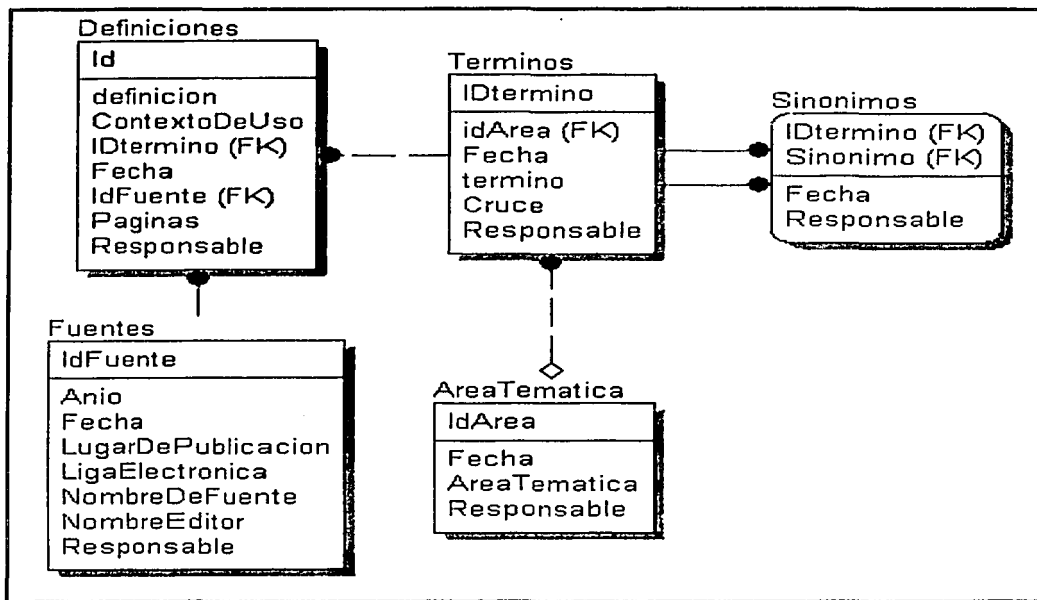 Definiciones
Id
definicion
ContextoDeUso
IDtermino (FK)
Fecha
IdFuente (FK)
Paginas
Responsable
Terminos
IDtermino
idArea (FK)
Fecha
termino
Cruce
Responsable
Sinonimos
IDtermino (FK)
Sinonimo (FK)
Fecha
Responsable
Fuentes
IdFuente
Anio
Fecha
LugarDePublicacion
LigaElectronica
NombreDeFuente
NombreEditor
Responsable
AreaTematica
IdArea
Fecha
AreaTematica
Responsable